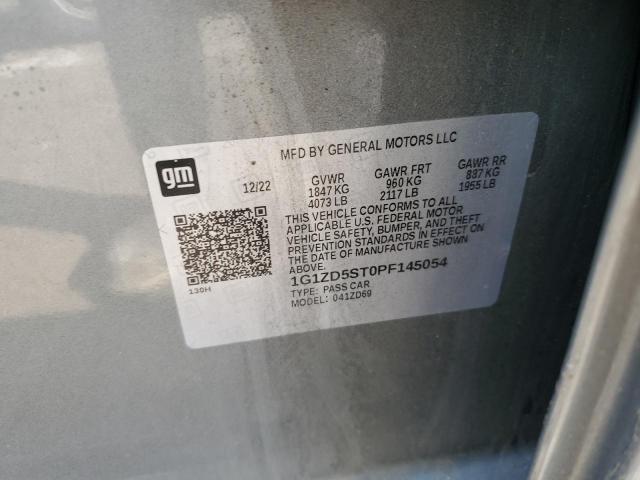 MFD BY GENERAL MOTORS LLC
gm
12/22
GVWR GAWR FRT GAWR RR
1847 KG 960 KG 887 KG
4073 LB 2117 LB 1955 LB
THIS VEHICLE CONFORMS TO ALL
APPLICABLE U.S. FEDERAL MOTOR
VEHICLE SAFETY, BUMPER, AND THEFT
PREVENTION STANDARDS IN EFFECT ON
THE DATE OF MANUFACTURE SHOWN
ABOVE.
1G1ZD5ST0PF145054
TYPE: PASS CAR
MODEL: 041ZD69
130H